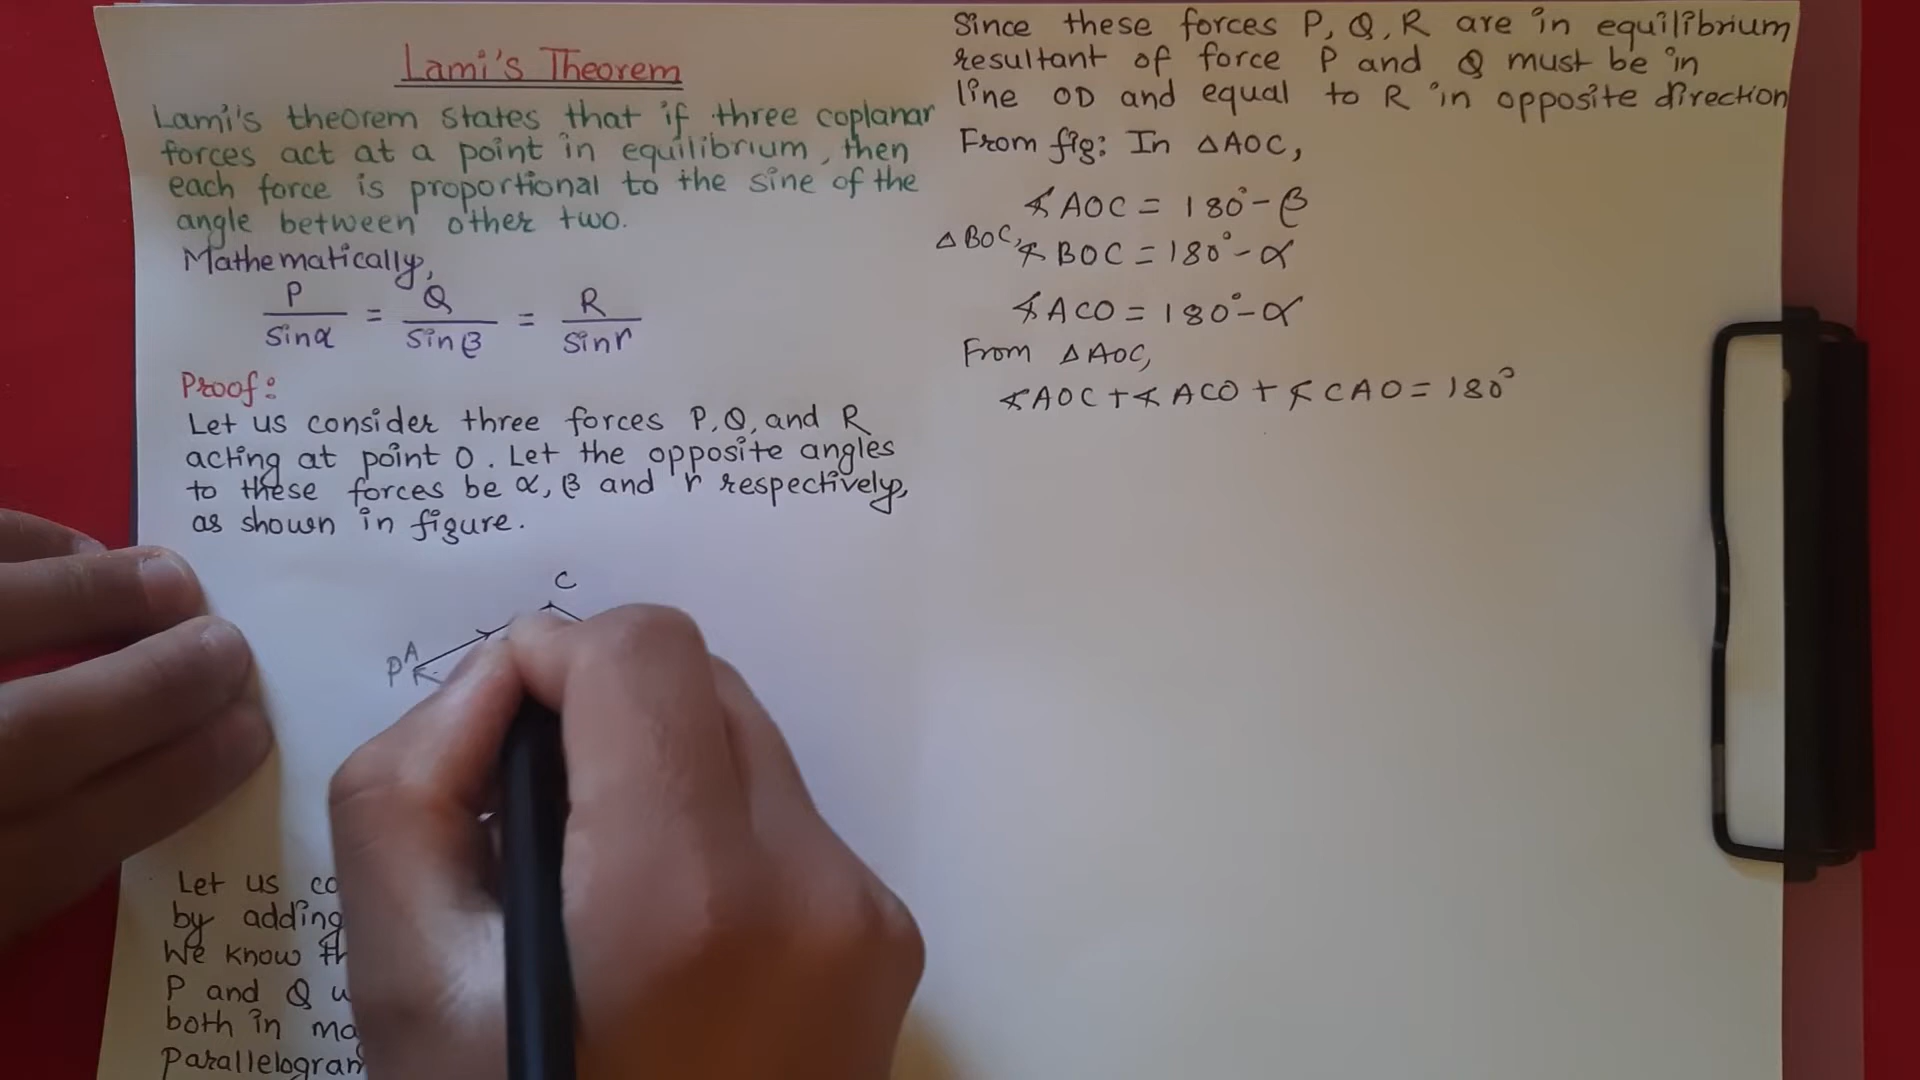 Lami's Theorem
Lami's theorem states that if three coplanar
forces act at a point in equilibrium, then
each force is proportional to the sine of the
angle between other two.
Mathematically,
P/sinα = Q/sinβ = R/sinr
Proof:
Let us consider three forces P, Q, and R
acting at point O. Let the opposite angles
to these forces be α, β and r respectively,
as shown in figure.
C
P A
Let us
by adding
We know
P and Q
both in
Since these forces P, Q, R are in equilibrium
resultant of force P and Q must be in
line OD and equal to R in opposite direction
From fig: In △AOC,
∢AOC = 180° - β
△BOC, ∢BOC = 180° - α
∢ACO = 180° - α
From △AOC,
∢AOC + ∢ACO + ∢CAO = 180°